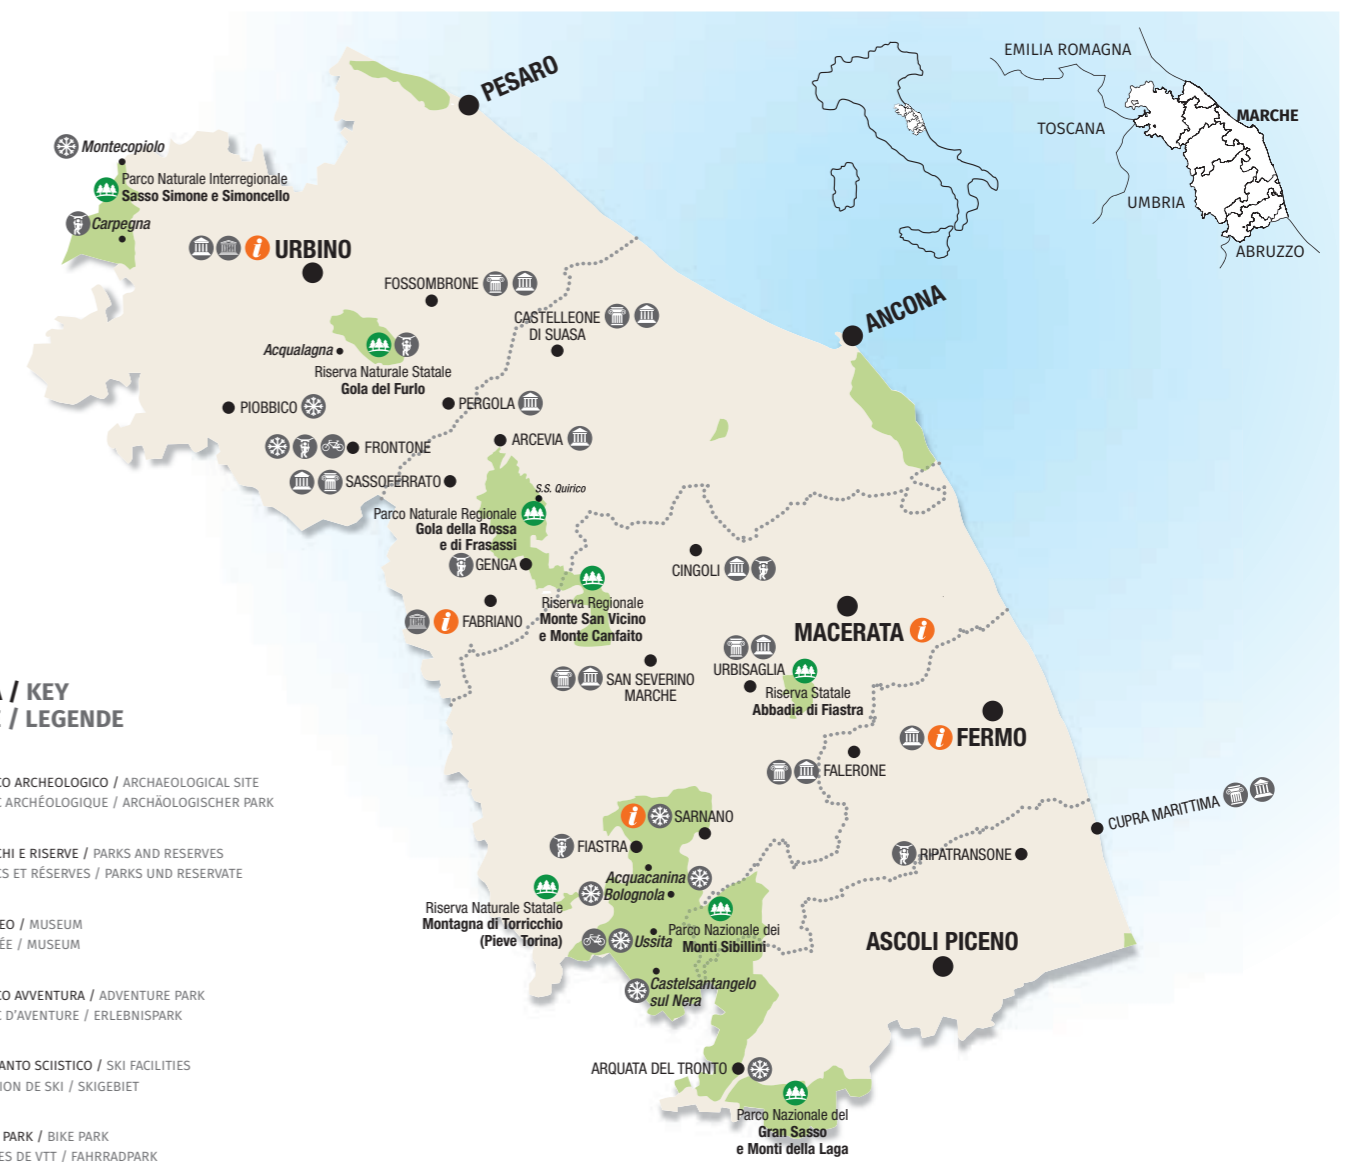 EMILIA ROMAGNA
TOSCANA
MARCHE
UMBRIA
ABRUZZO
PESARO
Montecopiolo
Parco Naturale Interregionale
Sasso Simone e Simoncello
Carpegna
i URBINO
FOSSOMBRONE
CASTELLEONE
DI SUASA
ANCONA
Acqualagna
Riserva Naturale Statale
Gola del Furlo
PIOBBICO
PERGOLA
FRONTONE
ARCEVIA
SASSOFERRATO
S.S. Quirico
Parco Naturale Regionale
Gola della Rossa
e di Frasassi
GENGA
CINGOLI
Riserva Regionale
Monte San Vicino
e Monte Canfaito
i FABRIANO
MACERATA i
SAN SEVERINO
MARCHE
URBISAGLIA
Riserva Statale
Abbadia di Fiastra
i FERMO
FALERONE
CUPRA MARITTIMA
i SARNANO
FIASTRA
RIPATRANSONE
Acquacanina
Bolognola
Riserva Naturale Statale
Montagna di Torricchio
(Pieve Torina)
Parco Nazionale dei
Monti Sibillini
Ussita
ASCOLI PICENO
Castelsantangelo
sul Nera
ARQUATA DEL TRONTO
Parco Nazionale del
Gran Sasso
e Monti della Laga
/ KEY
/ LEGENDE
CO ARCHEOLOGICO / ARCHAEOLOGICAL SITE
C ARCHÉOLOGIQUE / ARCHÄOLOGISCHER PARK
CHI E RISERVE / PARKS AND RESERVES
CS ET RÉSERVES / PARKS UND RESERVATE
EO / MUSEUM
ÉE / MUSEUM
CO AVVENTURA / ADVENTURE PARK
C D'AVENTURE / ERLEBNISPARK
ANTO SCIISTICO / SKI FACILITIES
ION DE SKI / SKIGEBIET
PARK / BIKE PARK
ES DE VTT / FAHRRADPARK